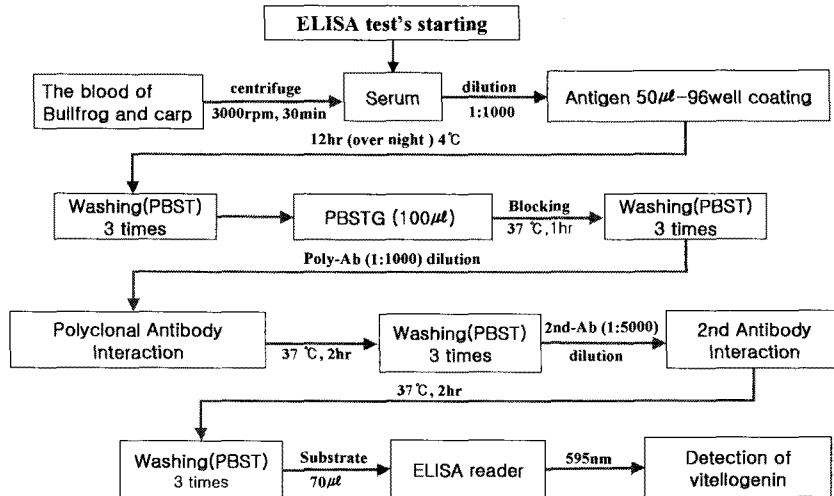 ELISA test's starting
The blood of
Bullfrog and carp
centrifuge
3000rpm, 30min
Serum
dilution
1:1000
Antigen 50㎕-96well coating
12hr (over night ) 4℃
Washing(PBST)
3 times
PBSTG (100㎕)
Blocking
37 ℃,1hr
Washing(PBST)
3 times
Poly-Ab (1:1000) dilution
Polyclonal Antibody
Interaction
37 ℃, 2hr
Washing(PBST)
3 times
2nd-Ab (1:5000)
dilution
2nd Antibody
Interaction
37℃, 2hr
Washing(PBST)
3 times
Substrate
70㎕
ELISA reader
595nm
Detection of
vitellogenin